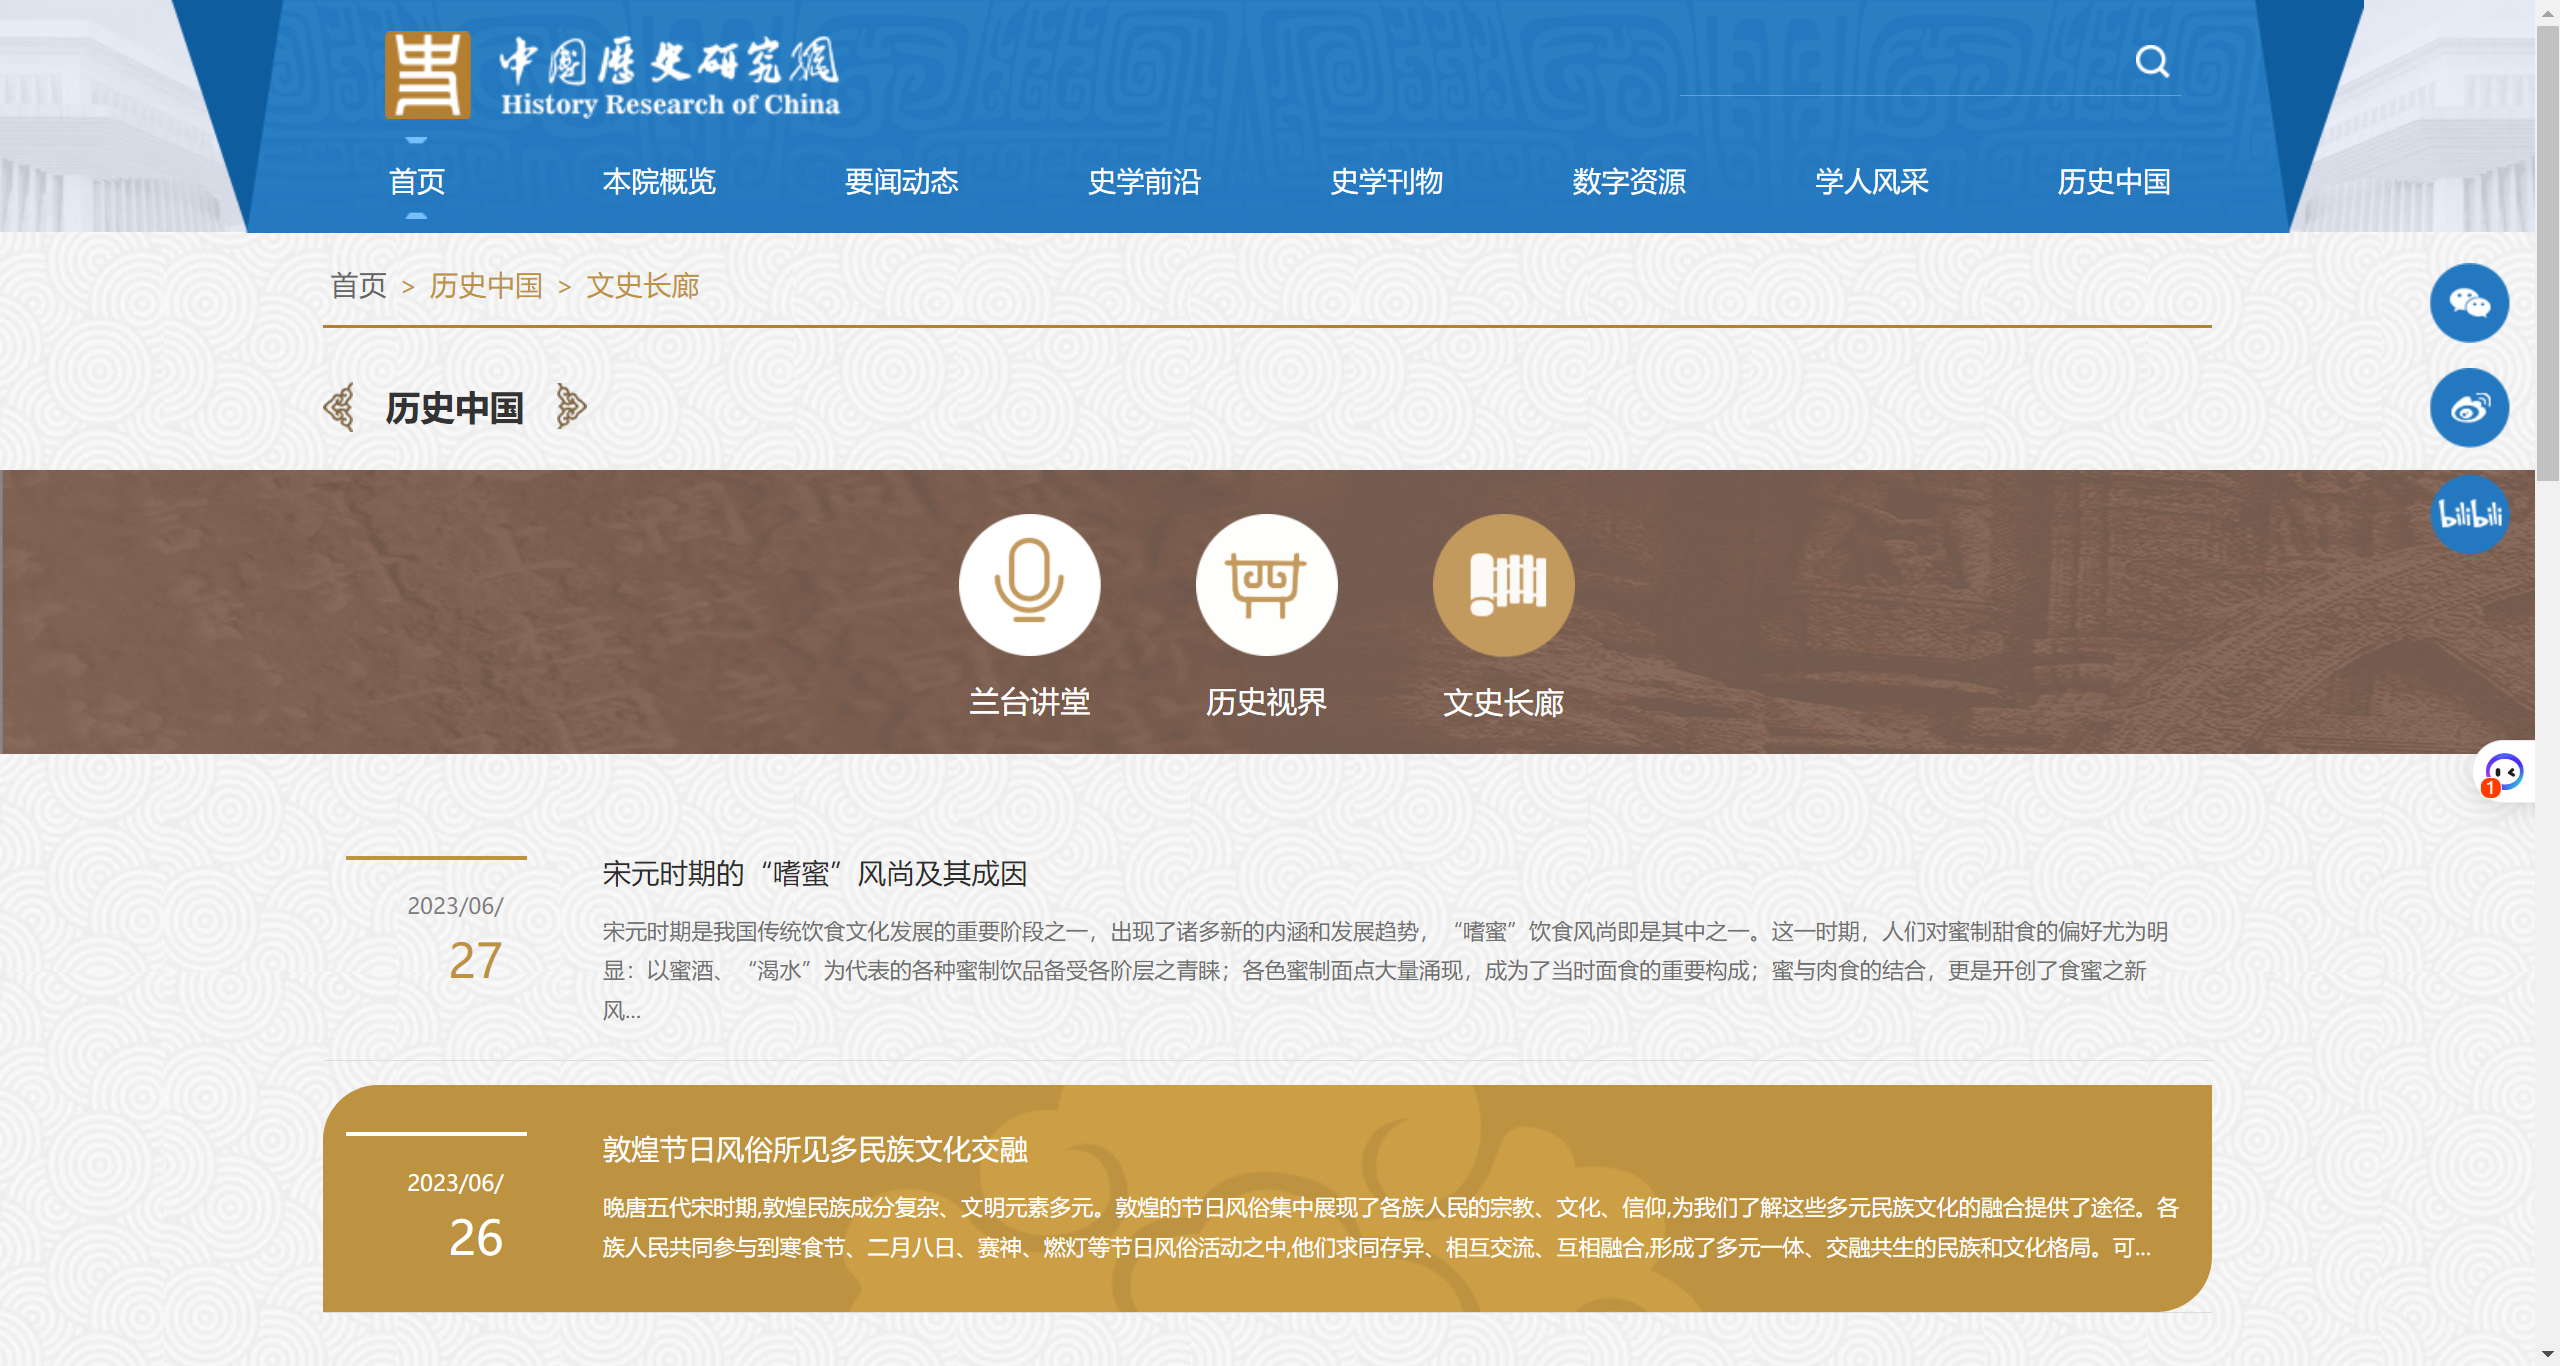 中國歷史研究網
History Research of China
首页 本院概览 要闻动态 史学前沿 史学刊物 数字资源 学人风采 历史中国
首页 > 历史中国 > 文史长廊
历史中国
bilibili
兰台讲堂 历史视界 文史长廊
1
宋元时期的“嗜蜜”风尚及其成因
2023/06/
27
宋元时期是我国传统饮食文化发展的重要阶段之一，出现了诸多新的内涵和发展趋势，“嗜蜜”饮食风尚即是其中之一。这一时期，人们对蜜制甜食的偏好尤为明
显：以蜜酒、“渴水”为代表的各种蜜制饮品备受各阶层之青睐；各色蜜制面点大量涌现，成为了当时面食的重要构成；蜜与肉食的结合，更是开创了食蜜之新
风...
敦煌节日风俗所见多民族文化交融
2023/06/
26
晚唐五代宋时期,敦煌民族成分复杂、文明元素多元。敦煌的节日风俗集中展现了各族人民的宗教、文化、信仰,为我们了解这些多元民族文化的融合提供了途径。各
族人民共同参与到寒食节、二月八日、赛神、燃灯等节日风俗活动之中,他们求同存异、相互交流、互相融合,形成了多元一体、交融共生的民族和文化格局。可...